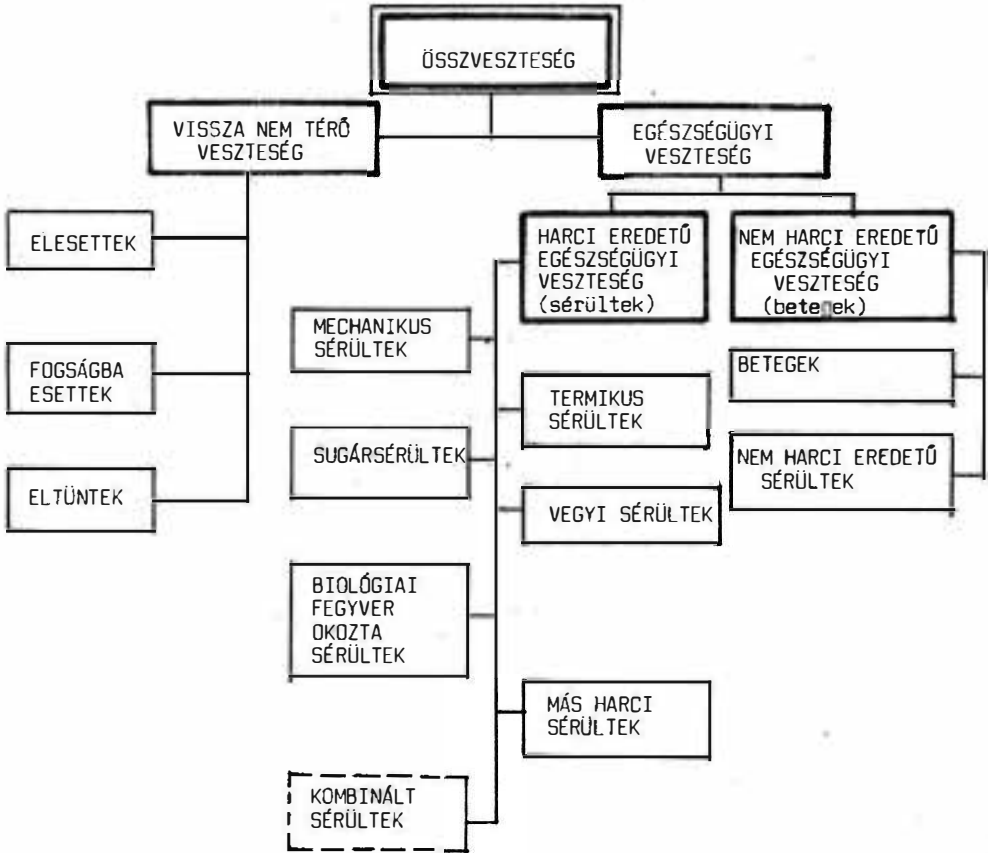 ÖSSZVESZTESÉG
VISSZA NEM TÉRŐ
VESZTESÉG
EGÉSZSÉGÜGYI
VESZTESÉG
ELESETTEK
FOGSÁGBA
ESETTEK
ELTÜNTEK
HARCI EREDETŰ
EGÉSZSÉGÜGYI
VESZTESÉG
(sérültek)
NEM HARCI EREDETŰ
EGÉSZSÉGÜGYI
VESZTESÉG
(betegek)
MECHANIKUS
SÉRÜLTEK
TERMIKUS
SÉRÜLTEK
SUGÁRSÉRÜLTEK
VEGYI SÉRÜLTEK
BIOLÓGIAI
FEGYVER
OKOZTA
SÉRÜLTEK
MÁS HARCI
SÉRÜLTEK
KOMBINÁLT
SÉRÜLTEK
BETEGEK
NEM HARCI EREDETŰ
SÉRÜLTEK